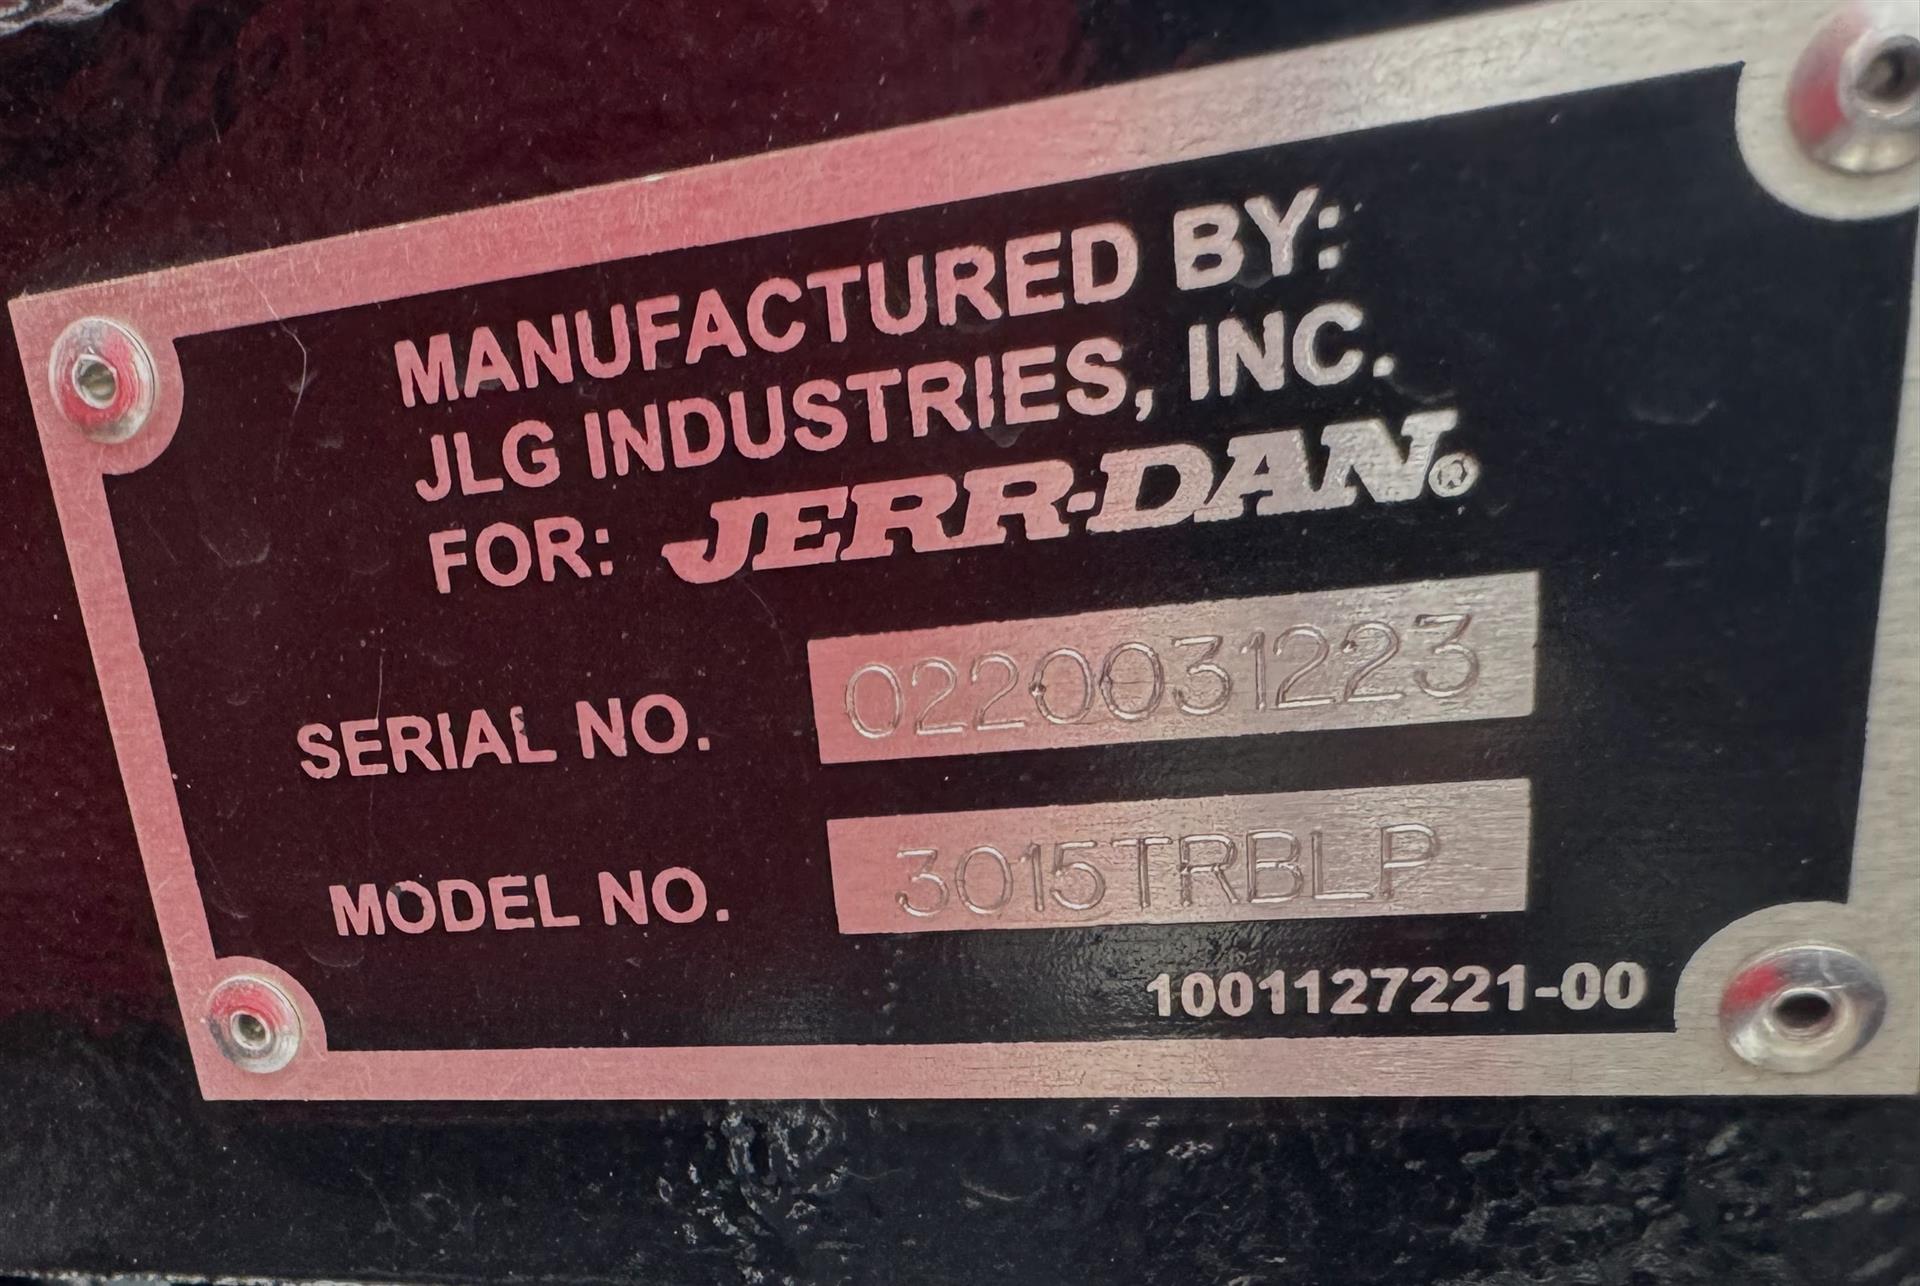 MANUFACTURED BY:
JLG INDUSTRIES, INC.
FOR: JERR-DAN®
SERIAL NO. 0220031223
MODEL NO. 3015TRBLP
1001127221-00